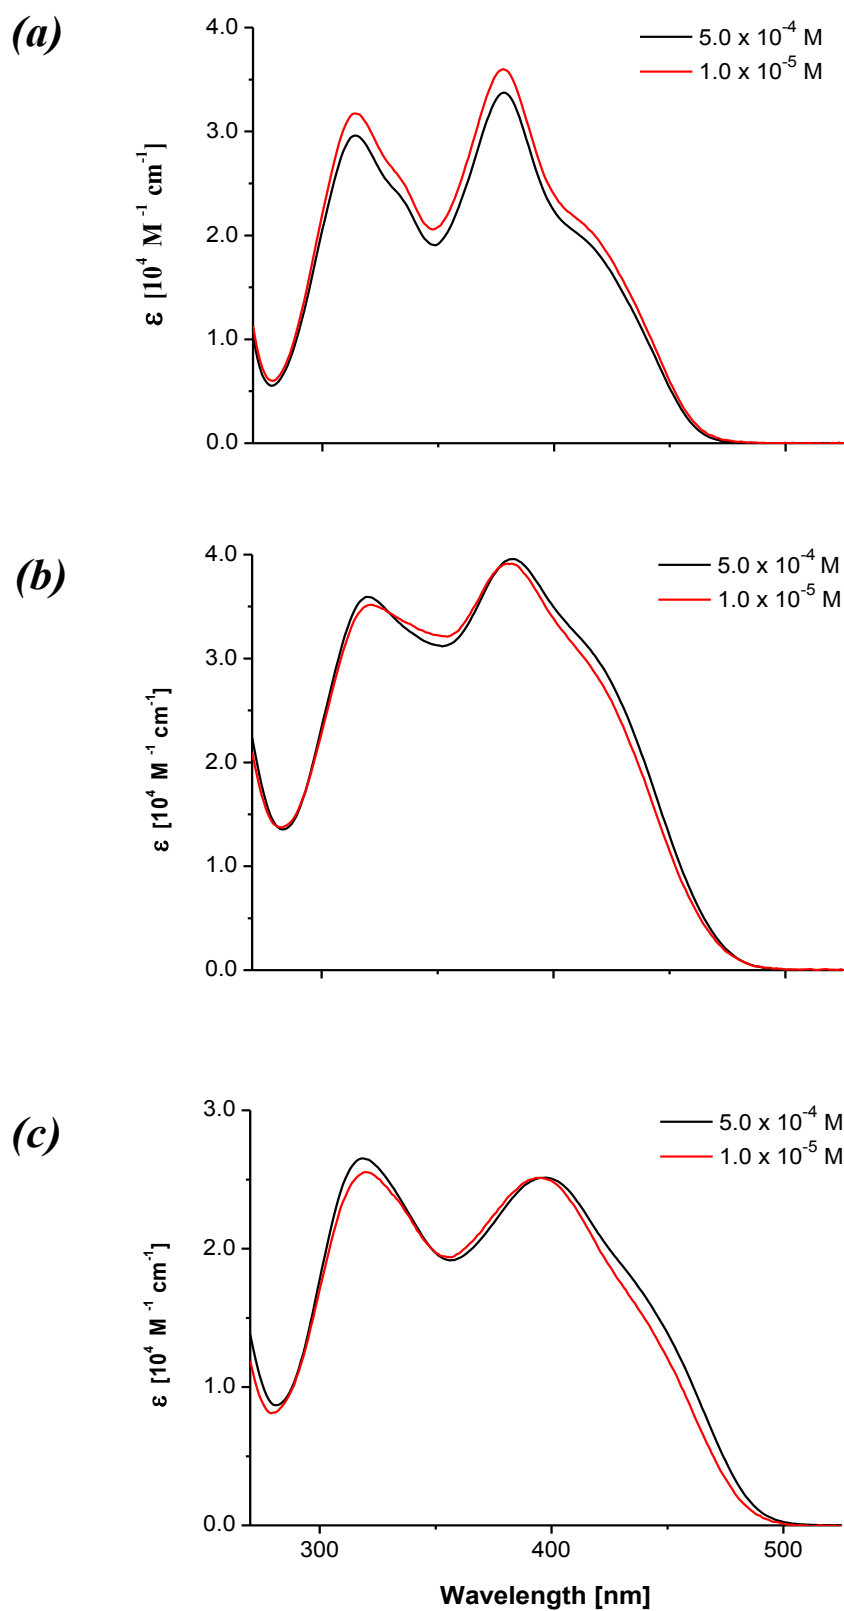 (a)
5.0 x 10⁻⁴ M
1.0 x 10⁻⁵ M
4.0
3.0
2.0
1.0
0.0
ε [10⁴ M⁻¹ cm⁻¹]
(b)
5.0 x 10⁻⁴ M
1.0 x 10⁻⁵ M
4.0
3.0
2.0
1.0
0.0
ε [10⁴ M⁻¹ cm⁻¹]
(c)
5.0 x 10⁻⁴ M
1.0 x 10⁻⁵ M
3.0
2.0
1.0
0.0
ε [10⁴ M⁻¹ cm⁻¹]
300 400 500
Wavelength [nm]